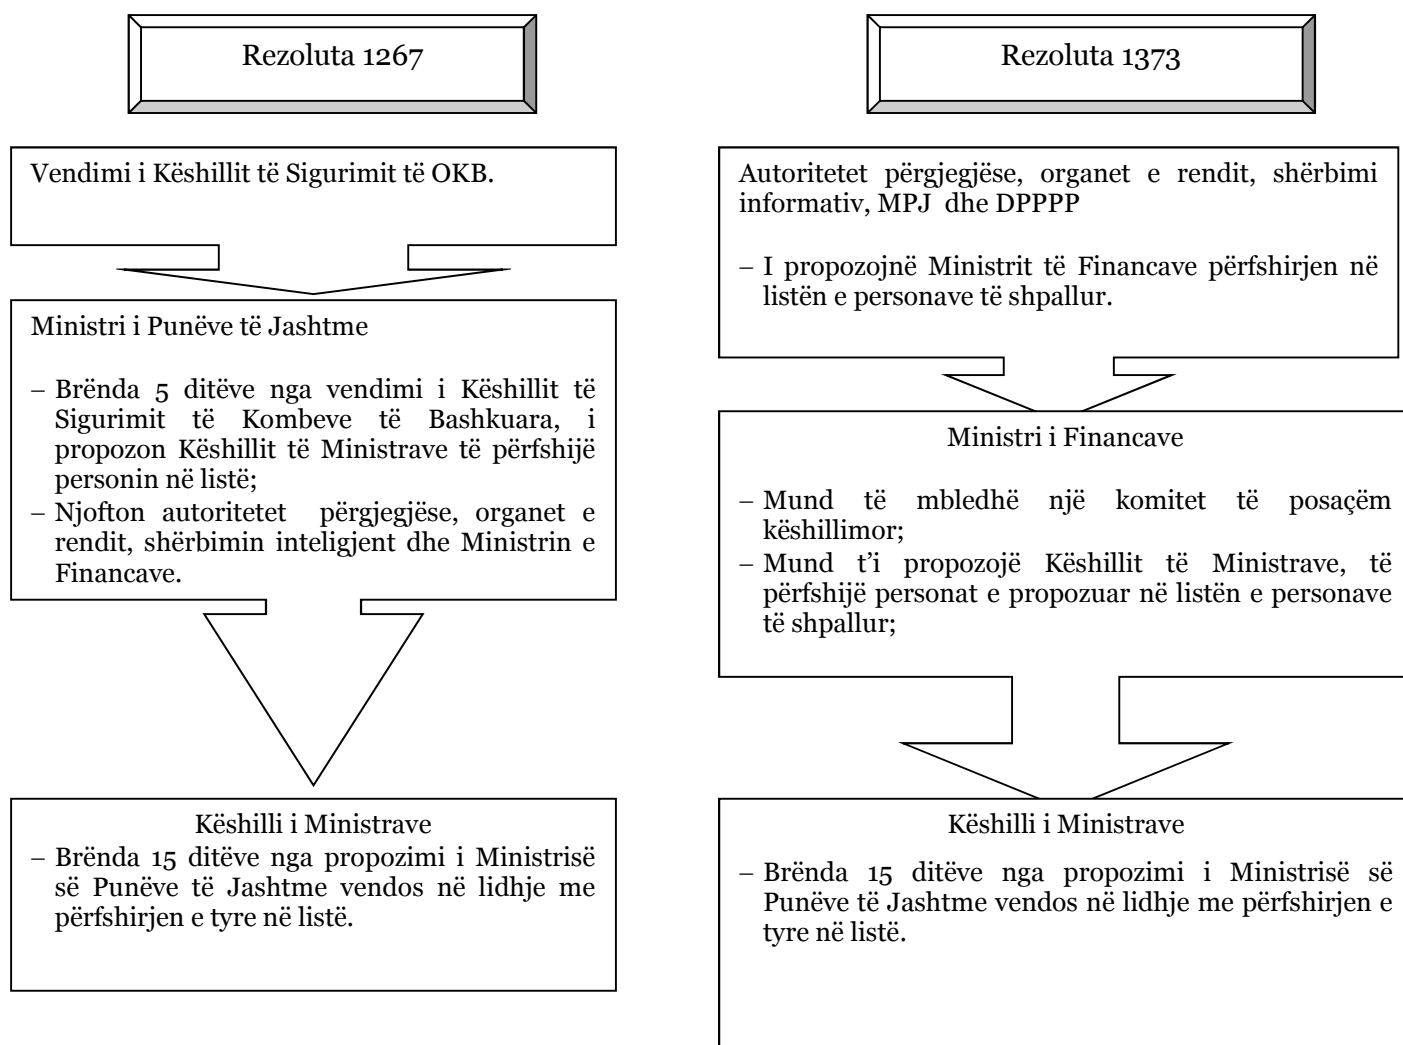 Rezoluta 1267
Vendimi i Këshillit të Sigurimit të OKB.
Ministri i Punëve të Jashtme
– Brënda 5 ditëve nga vendimi i Këshillit të
Sigurimit të Kombeve të Bashkuara, i
propozon Këshillit të Ministrave të përfshijë
personin në listë;
– Njofton autoritetet përgjegjëse, organet e
rendit, shërbimin inteligjent dhe Ministrin e
Financave.
Këshilli i Ministrave
– Brënda 15 ditëve nga propozimi i Ministrisë
së Punëve të Jashtme vendos në lidhje me
përfshirjen e tyre në listë.
Rezoluta 1373
Autoritetet përgjegjëse, organet e rendit, shërbimi
informativ, MPJ dhe DPPPP
– I propozojnë Ministrit të Financave përfshirjen në
listën e personave të shpallur.
Ministri i Financave
– Mund të mbledhë një komitet të posaçëm
këshillimor;
– Mund t'i propozojë Këshillit të Ministrave, të
përfshijë personat e propozuar në listën e personave
të shpallur;
Këshilli i Ministrave
– Brënda 15 ditëve nga propozimi i Ministrisë së
Punëve të Jashtme vendos në lidhje me përfshirjen e
tyre në listë.